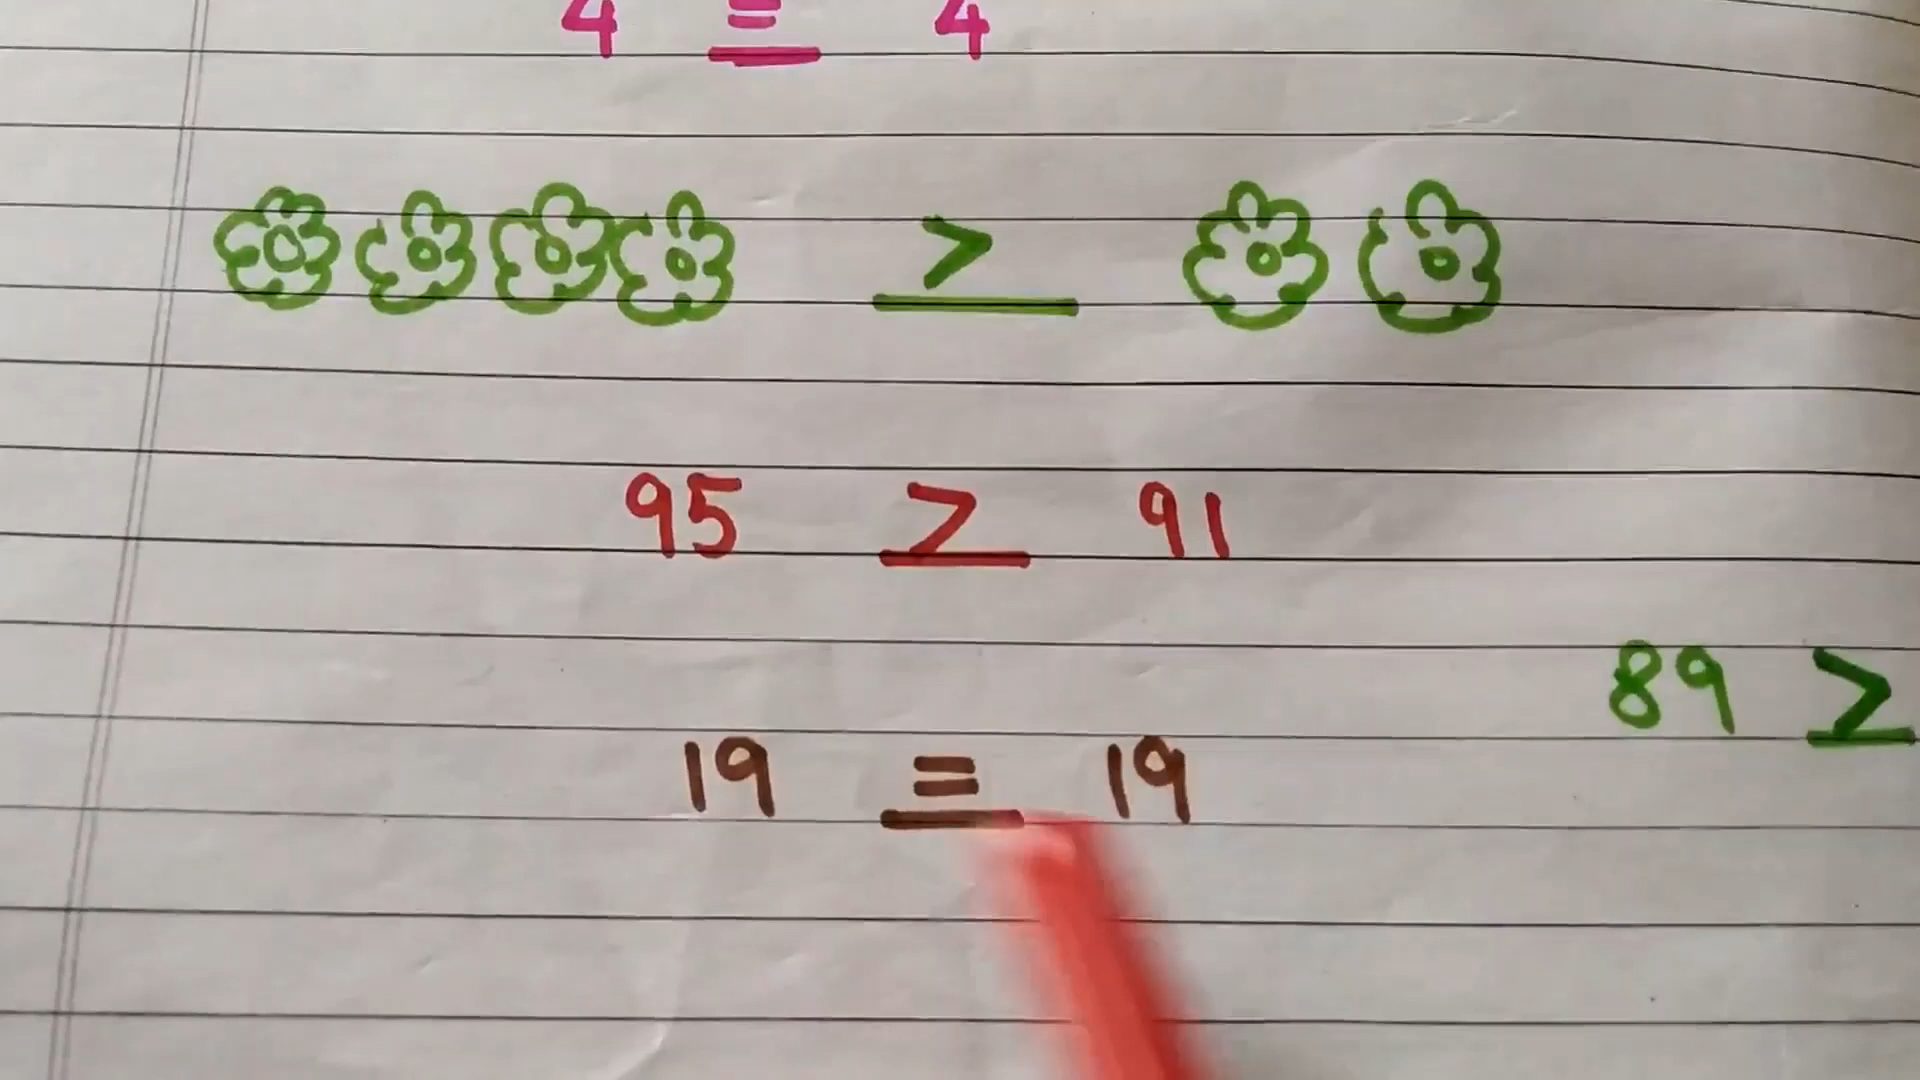 4 = 4
>
95 > 91
89 >
19 = 19